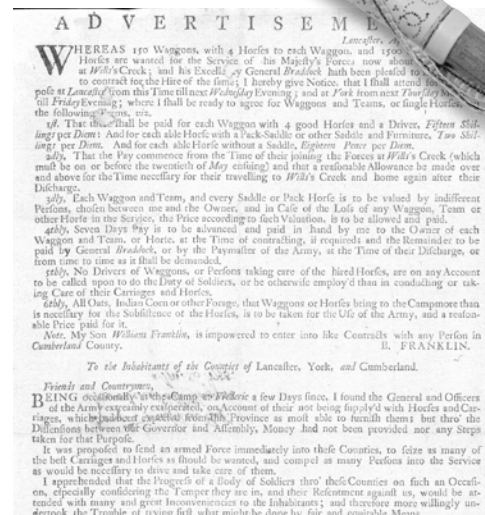 ADVERTISEME
Lancaster,
WHEREAS 150 Waggons, with 4 Horses to each Waggon, and 1500
Horses are wanted for the Service of his Majesty's Forces now about
at Wills's Creek; and his Excell y General Braddock hath been pleased to
to contract for the Hire of the same; I hereby give Notice, that I shall attend for
pose at Lancaster from this Time till next Wednesday Evening; and at York from next
'till Friday Evening; where I shall be ready to agree for Waggons and Teams, or single Horses,
the following Terms, viz.
1st. That these shall be paid for each Waggon with 4 good Horses and a Driver, Fifteen Shil-
lings per Diem: And for each able Horse with a Pack-Saddle or other Saddle and Furniture, Two Shil-
lings per Diem. And for each able Horse without a Saddle, Eighteen Pence per Diem.
2dly, That the Pay commence from the Time of their joining the Forces at Wills's Creek (which
must be on or before the twentieth of May ensuing) and that a reasonable Allowance be made over
and above for the Time necessary for their travelling to Wills's Creek and home again after their
Discharge.
3dly, Each Waggon and Team, and every Saddle or Pack Horse is to be valued by indifferent
Persons, chosen between me and the Owner, and in Case of the Loss of any Waggon, Team or
other Horse in the Service, the Price according to such Valuation, is to be allowed and paid.
4thly, Seven Days Pay is to be advanced and paid in hand by me to the Owner of each
Waggon and Team, or Horse, at the Time of contracting, if required; and the Remainder to be
paid by General Braddock, or by the Paymaster of the Army, at the Time of their Discharge, or
from time to time as it shall be demanded.
5thly, No Drivers of Waggons, or Persons taking care of the hired Horses, are on any Account
to be called upon to do the Duty of Soldiers, or be otherwise employ'd than in conducting or tak-
ing Care of their Carriages and Horses.
6thly, All Oats, Indian Corn or other Forage, that Waggons or Horses bring to the Camp more than
is necessary for the Subsistence of the Horses, is to be taken for the Use of the Army, and a reason-
able Price paid for it.
Note. My Son William Franklin, is impowered to enter into like Contracts with any Person in
Cumberland County. B. FRANKLIN.
To the Inhabitants of the Counties of Lancaster, York, and Cumberland.
Friends and Countrymen,
BEING occasionally at the Camp at Frederic a few Days since, I found the General and Officers
of the Army extreamly exasperated, on Account of their not being supply'd with Horses and Car-
riages, which had been expected from this Province as most able to furnish them; but thro' the
Dissensions between our Governor and Assembly, Money had not been provided nor any Steps
taken for that Purpose.
It was proposed to send an armed Force immediately into these Counties, to seize as many of
the best Carriages and Horses as should be wanted, and compel as many Persons into the Service
as would be necessary to drive and take care of them.
I apprehended that the Progress of a Body of Soldiers thro' these Counties on such an Occasi-
on, especially considering the Temper they are in, and their Resentment against us, would be at-
tended with many and great Inconveniencies to the Inhabitants; and therefore more willingly un-
dertook the Trouble of trying first what might be done by fair and equitable Means.